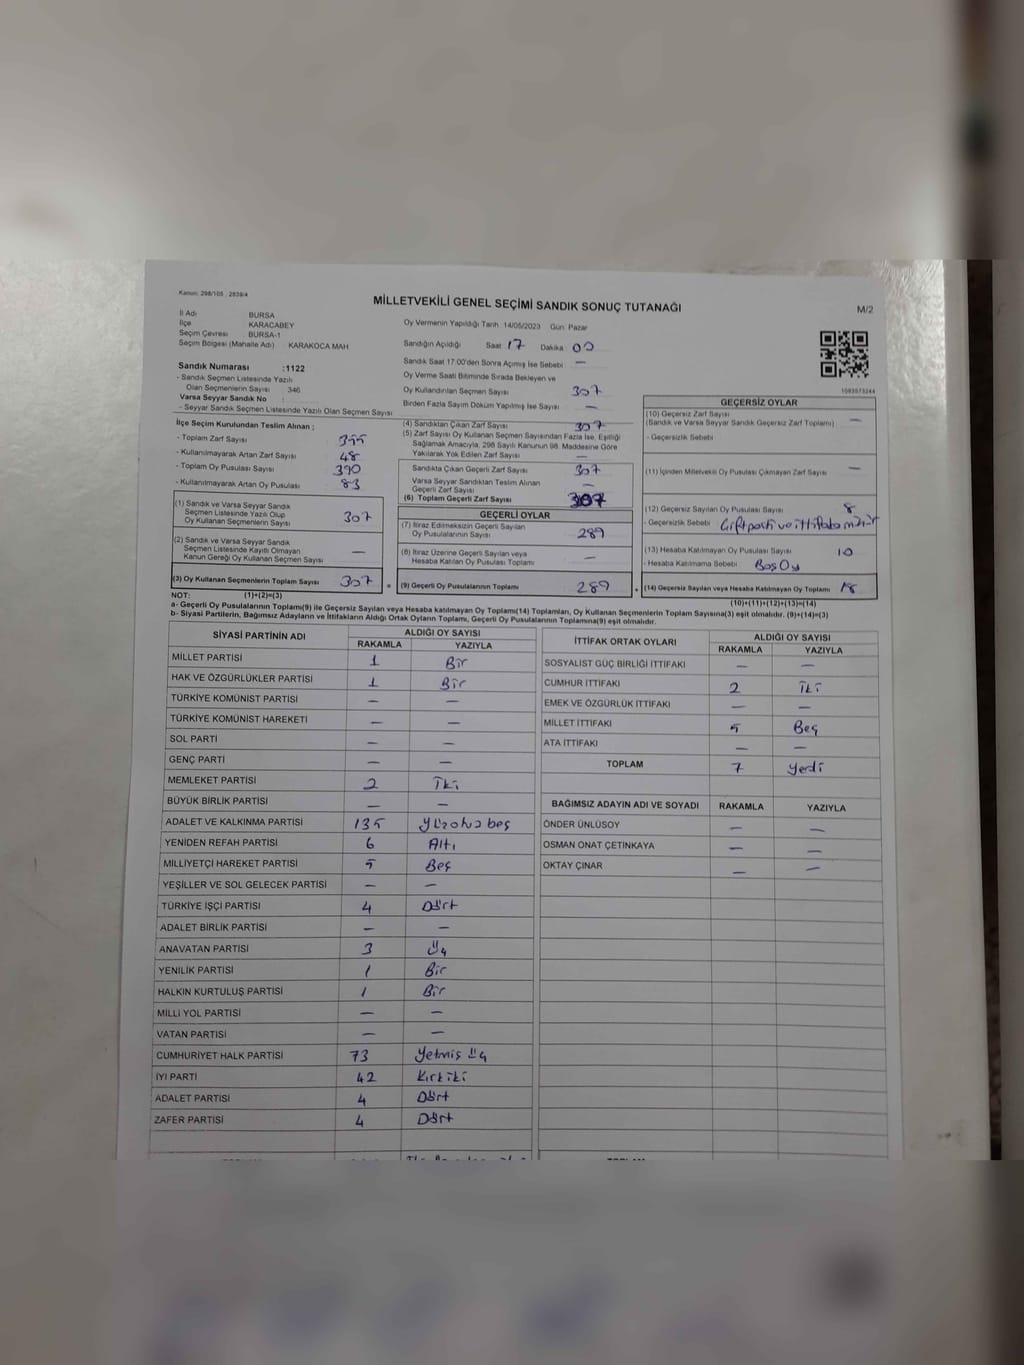 Kanun: 298/105 , 2839/4
MİLLETVEKİLİ GENEL SEÇİMİ SANDIK SONUÇ TUTANAĞI
M/2
İl Adı BURSA
İlçe KARACABEY
Seçim Çevresi BURSA-1
Seçim Bölgesi (Mahalle Adı) KARAKOCA MAH
Oy Vermenin Yapıldığı Tarih 14/05/2023 Gün Pazar
Sandığın Açıldığı Saat 17 Dakika 00
Sandık Saat 17:00'den Sonra Açılmış İse Sebebi —
Oy Verme Saati Bitiminde Sırada Bekleyen ve
Oy Kullandırılan Seçmen Sayısı 307
Birden Fazla Sayım Döküm Yapılmış İse Sayısı —
Sandık Numarası :1122
- Sandık Seçmen Listesinde Yazılı
Olan Seçmenlerin Sayısı : 346
Varsa Seyyar Sandık No :
- Seyyar Sandık Seçmen Listesinde Yazılı Olan Seçmen Sayısı
İlçe Seçim Kurulundan Teslim Alınan ;
- Toplam Zarf Sayısı
- Kullanılmayarak Artan Zarf Sayısı 48
- Toplam Oy Pusulası Sayısı 390
- Kullanılmayarak Artan Oy Pusulası 83
(1) Sandık ve Varsa Seyyar Sandık
Seçmen Listesinde Yazılı Olup
Oy Kullanan Seçmenlerin Sayısı 307
(2) Sandık ve Varsa Seyyar Sandık
Seçmen Listesinde Kayıtlı Olmayan
Kanun Gereği Oy Kullanan Seçmen Sayısı —
(3) Oy Kullanan Seçmenlerin Toplam Sayısı 307
(1)+(2)=(3)
(4) Sandıktan Çıkan Zarf Sayısı 307
(5) Zarf Sayısı Oy Kullanan Seçmen Sayısından Fazla İse, Eşitliği
Sağlamak Amacıyla, 298 Sayılı Kanunun 98. Maddesine Göre
Yakılarak Yok Edilen Zarf Sayısı —
Sandıkta Çıkan Geçerli Zarf Sayısı 307
Varsa Seyyar Sandıktan Teslim Alınan
Geçerli Zarf Sayısı —
(6) Toplam Geçerli Zarf Sayısı 307
GEÇERLİ OYLAR
(7) İtiraz Edilmeksizin Geçerli Sayılan
Oy Pusulalarının Sayısı 289
(8) İtiraz Üzerine Geçerli Sayılan veya
Hesaba Katılan Oy Pusulası Toplamı —
= (9) Geçerli Oy Pusulalarının Toplamı 289
1093573244
GEÇERSİZ OYLAR
(10) Geçersiz Zarf Sayısı
(Sandık ve Varsa Seyyar Sandık Geçersiz Zarf Toplamı) —
- Geçersizlik Sebebi
(11) İçinden Milletvekili Oy Pusulası Çıkmayan Zarf Sayısı —
(12) Geçersiz Sayılan Oy Pusulası Sayısı 8
- Geçersizlik Sebebi Çift parti ve ittifaka mühür
(13) Hesaba Katılmayan Oy Pusulası Sayısı 10
- Hesaba Katılmama Sebebi Boş Oy
+ (14) Geçersiz Sayılan veya Hesaba Katılmayan Oy Toplamı 18
(10)+(11)+(12)+(13)=(14)
NOT:
a- Geçerli Oy Pusulalarının Toplamı(9) ile Geçersiz Sayılan veya Hesaba katılmayan Oy Toplamı(14) Toplamları, Oy Kullanan Seçmenlerin Toplam Sayısına(3) eşit olmalıdır. (9)+(14)=(3)
b- Siyasi Partilerin, Bağımsız Adayların ve İttifakların Aldığı Ortak Oyların Toplamı, Geçerli Oy Pusulalarının Toplamına(9) eşit olmalıdır.
SİYASİ PARTİNİN ADI ALDIĞI OY SAYISI
RAKAMLA YAZIYLA
MİLLET PARTİSİ 1 Bir
HAK VE ÖZGÜRLÜKLER PARTİSİ 1 Bir
TÜRKİYE KOMÜNİST PARTİSİ — —
TÜRKİYE KOMÜNİST HAREKETİ — —
SOL PARTİ — —
GENÇ PARTİ — —
MEMLEKET PARTİSİ 2 İki
BÜYÜK BİRLİK PARTİSİ — —
ADALET VE KALKINMA PARTİSİ 135 Yüzotuz beş
YENİDEN REFAH PARTİSİ 6 Altı
MİLLİYETÇİ HAREKET PARTİSİ 5 Beş
YEŞİLLER VE SOL GELECEK PARTİSİ — —
TÜRKİYE İŞÇİ PARTİSİ 4 Dört
ADALET BİRLİK PARTİSİ — —
ANAVATAN PARTİSİ 3 Üç
YENİLİK PARTİSİ 1 Bir
HALKIN KURTULUŞ PARTİSİ 1 Bir
MİLLİ YOL PARTİSİ — —
VATAN PARTİSİ — —
CUMHURİYET HALK PARTİSİ 73 Yetmiş üç
İYİ PARTİ 42 Kırkiki
ADALET PARTİSİ 4 Dört
ZAFER PARTİSİ 4 Dört
İTTİFAK ORTAK OYLARI ALDIĞI OY SAYISI
RAKAMLA YAZIYLA
SOSYALİST GÜÇ BİRLİĞİ İTTİFAKI — —
CUMHUR İTTİFAKI 2 İki
EMEK VE ÖZGÜRLÜK İTTİFAKI — —
MİLLET İTTİFAKI 5 Beş
ATA İTTİFAKI — —
TOPLAM 7 Yedi
BAĞIMSIZ ADAYIN ADI VE SOYADI RAKAMLA YAZIYLA
ÖNDER ÜNLÜSOY — —
OSMAN ONAT ÇETİNKAYA — —
OKTAY ÇINAR — —